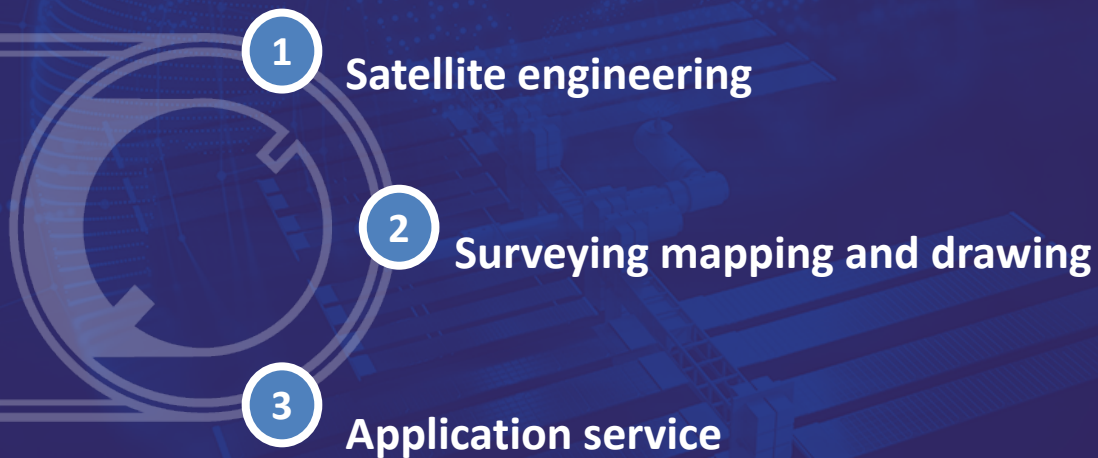 1
Satellite engineering
2
Surveying mapping and drawing
3
Application service